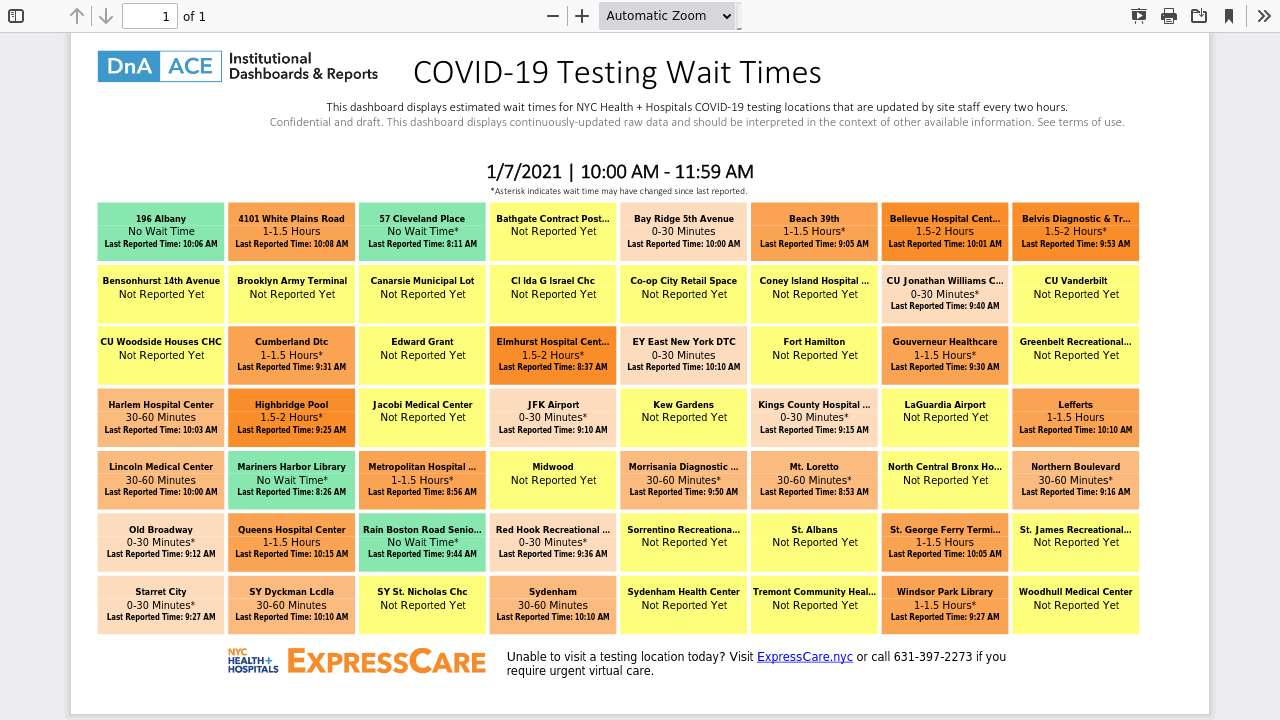 1 of 1
Automatic Zoom
DnA ACE Institutional
Dashboards & Reports
COVID-19 Testing Wait Times
This dashboard displays estimated wait times for NYC Health + Hospitals COVID-19 testing locations that are updated by site staff every two hours.
Confidential and draft. This dashboard displays continuously-updated raw data and should be interpreted in the context of other available information. See terms of use.
1/7/2021 | 10:00 AM - 11:59 AM
*Asterisk indicates wait time may have changed since last reported.
196 Albany
No Wait Time
Last Reported Time: 10:06 AM
4101 White Plains Road
1-1.5 Hours
Last Reported Time: 10:08 AM
57 Cleveland Place
No Wait Time*
Last Reported Time: 8:11 AM
Bathgate Contract Post...
Not Reported Yet
Bay Ridge 5th Avenue
0-30 Minutes
Last Reported Time: 10:00 AM
Beach 39th
1-1.5 Hours*
Last Reported Time: 9:05 AM
Bellevue Hospital Cent...
1.5-2 Hours
Last Reported Time: 10:01 AM
Belvis Diagnostic & Tr...
1.5-2 Hours*
Last Reported Time: 9:53 AM
Bensonhurst 14th Avenue
Not Reported Yet
Brooklyn Army Terminal
Not Reported Yet
Canarsie Municipal Lot
Not Reported Yet
Cl Ida G Israel Chc
Not Reported Yet
Co-op City Retail Space
Not Reported Yet
Coney Island Hospital ...
Not Reported Yet
CU Jonathan Williams C...
0-30 Minutes*
Last Reported Time: 9:40 AM
CU Vanderbilt
Not Reported Yet
CU Woodside Houses CHC
Not Reported Yet
Cumberland Dtc
1-1.5 Hours*
Last Reported Time: 9:31 AM
Edward Grant
Not Reported Yet
Elmhurst Hospital Cent...
1.5-2 Hours*
Last Reported Time: 8:37 AM
EY East New York DTC
0-30 Minutes
Last Reported Time: 10:10 AM
Fort Hamilton
Not Reported Yet
Gouverneur Healthcare
1-1.5 Hours*
Last Reported Time: 9:30 AM
Greenbelt Recreational...
Not Reported Yet
Harlem Hospital Center
30-60 Minutes
Last Reported Time: 10:03 AM
Highbridge Pool
1.5-2 Hours*
Last Reported Time: 9:25 AM
Jacobi Medical Center
Not Reported Yet
JFK Airport
0-30 Minutes*
Last Reported Time: 9:10 AM
Kew Gardens
Not Reported Yet
Kings County Hospital ...
0-30 Minutes*
Last Reported Time: 9:15 AM
LaGuardia Airport
Not Reported Yet
Lefferts
1-1.5 Hours
Last Reported Time: 10:10 AM
Lincoln Medical Center
30-60 Minutes
Last Reported Time: 10:00 AM
Mariners Harbor Library
No Wait Time*
Last Reported Time: 8:26 AM
Metropolitan Hospital ...
1-1.5 Hours*
Last Reported Time: 8:56 AM
Midwood
Not Reported Yet
Morrisania Diagnostic ...
30-60 Minutes*
Last Reported Time: 9:50 AM
Mt. Loretto
30-60 Minutes*
Last Reported Time: 8:53 AM
North Central Bronx Ho...
Not Reported Yet
Northern Boulevard
30-60 Minutes*
Last Reported Time: 9:16 AM
Old Broadway
0-30 Minutes*
Last Reported Time: 9:12 AM
Queens Hospital Center
1-1.5 Hours
Last Reported Time: 10:15 AM
Rain Boston Road Senio...
No Wait Time*
Last Reported Time: 9:44 AM
Red Hook Recreational ...
0-30 Minutes*
Last Reported Time: 9:36 AM
Sorrentino Recreationa...
Not Reported Yet
St. Albans
Not Reported Yet
St. George Ferry Termi...
1-1.5 Hours
Last Reported Time: 10:05 AM
St. James Recreational...
Not Reported Yet
Starret City
0-30 Minutes*
Last Reported Time: 9:27 AM
SY Dyckman Lcdla
30-60 Minutes
Last Reported Time: 10:10 AM
SY St. Nicholas Chc
Not Reported Yet
Sydenham
30-60 Minutes
Last Reported Time: 10:10 AM
Sydenham Health Center
Not Reported Yet
Tremont Community Heal...
Not Reported Yet
Windsor Park Library
1-1.5 Hours*
Last Reported Time: 9:27 AM
Woodhull Medical Center
Not Reported Yet
NYC
HEALTH+
HOSPITALS
EXPRESSCARE
Unable to visit a testing location today? Visit ExpressCare.nyc or call 631-397-2273 if you
require urgent virtual care.